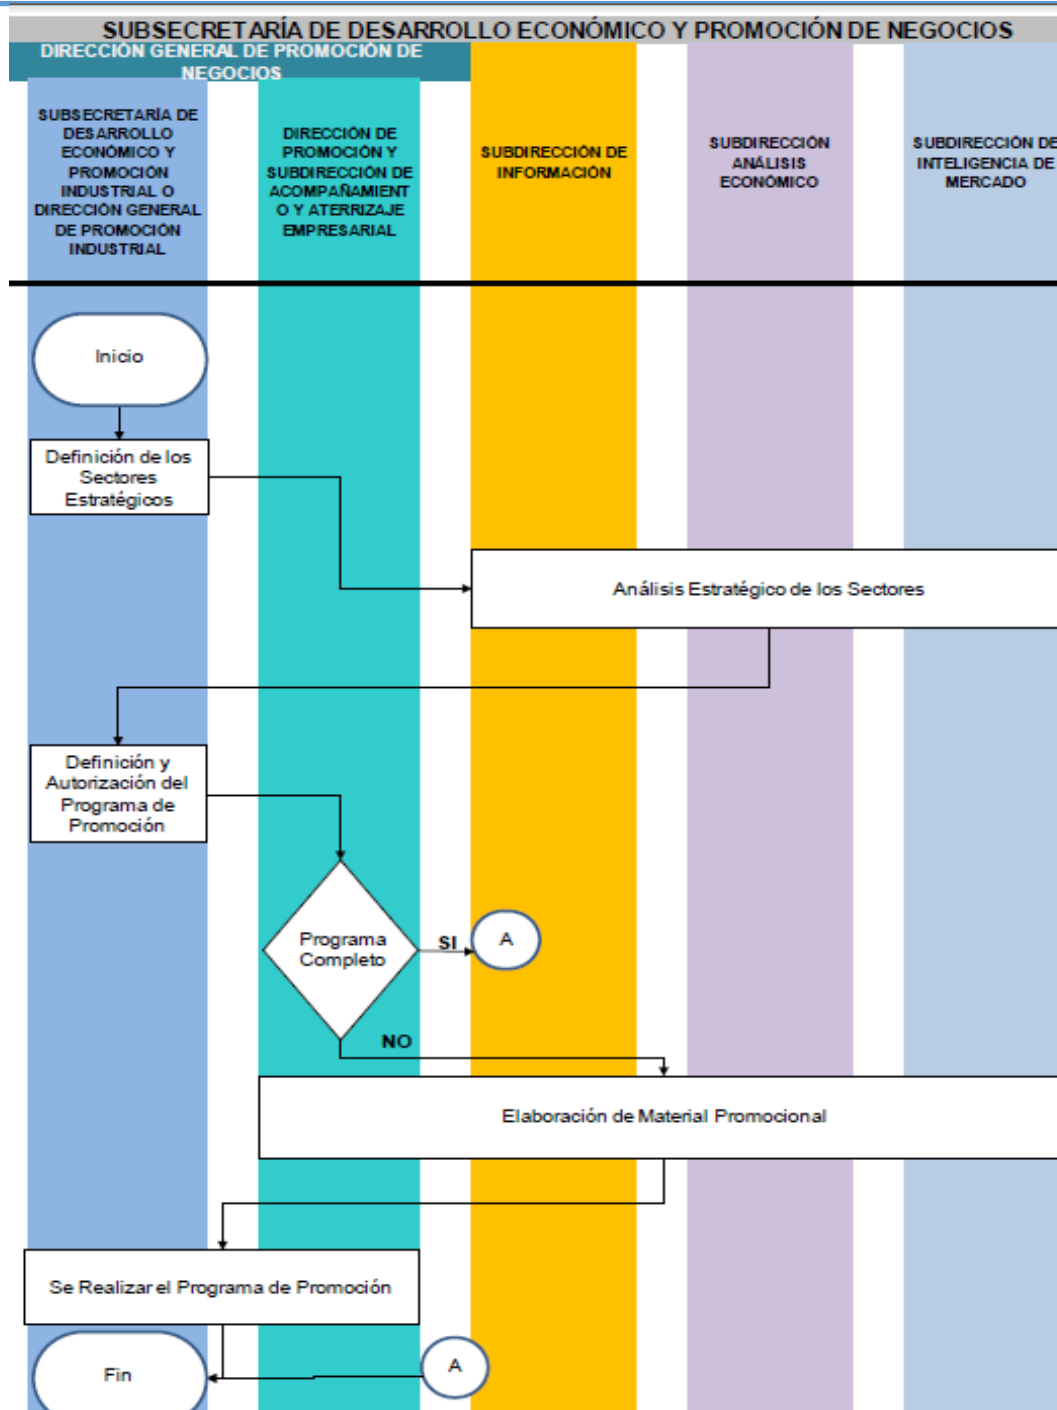 SUBSECRETARÍA DE DESARROLLO ECONÓMICO Y PROMOCIÓN DE NEGOCIOS
DIRECCIÓN GENERAL DE PROMOCIÓN DE
NEGOCIOS
SUBSECRETARÍA DE
DESARROLLO
ECONÓMICO Y
PROMOCIÓN
INDUSTRIAL O
DIRECCIÓN GENERAL
DE PROMOCIÓN
INDUSTRIAL
DIRECCIÓN DE
PROMOCIÓN Y
SUBDIRECCIÓN DE
ACOMPAÑAMIENT
O Y ATERRIZAJE
EMPRESARIAL
SUBDIRECCIÓN DE
INFORMACIÓN
SUBDIRECCIÓN
ANÁLISIS
ECONÓMICO
SUBDIRECCIÓN DE
INTELIGENCIA DE
MERCADO
Inicio
Definición de los
Sectores
Estratégicos
Análisis Estratégico de los Sectores
Definición y
Autorización del
Programa de
Promoción
Programa
Completo
SI
A
NO
Elaboración de Material Promocional
Se Realizar el Programa de Promoción
A
Fin